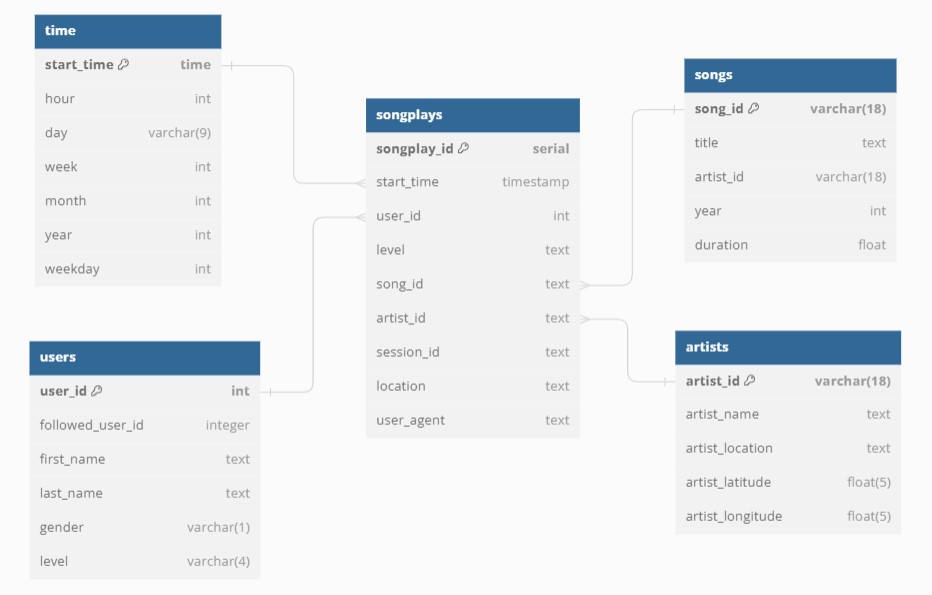 time
start_time time
hour int
day varchar(9)
week int
month int
year int
weekday int
users
user_id int
followed_user_id integer
first_name text
last_name text
gender varchar(1)
level varchar(4)
songplays
songplay_id serial
start_time timestamp
user_id int
level text
song_id text
artist_id text
session_id text
location text
user_agent text
songs
song_id varchar(18)
title text
artist_id varchar(18)
year int
duration float
artists
artist_id varchar(18)
artist_name text
artist_location text
artist_latitude float(5)
artist_longitude float(5)